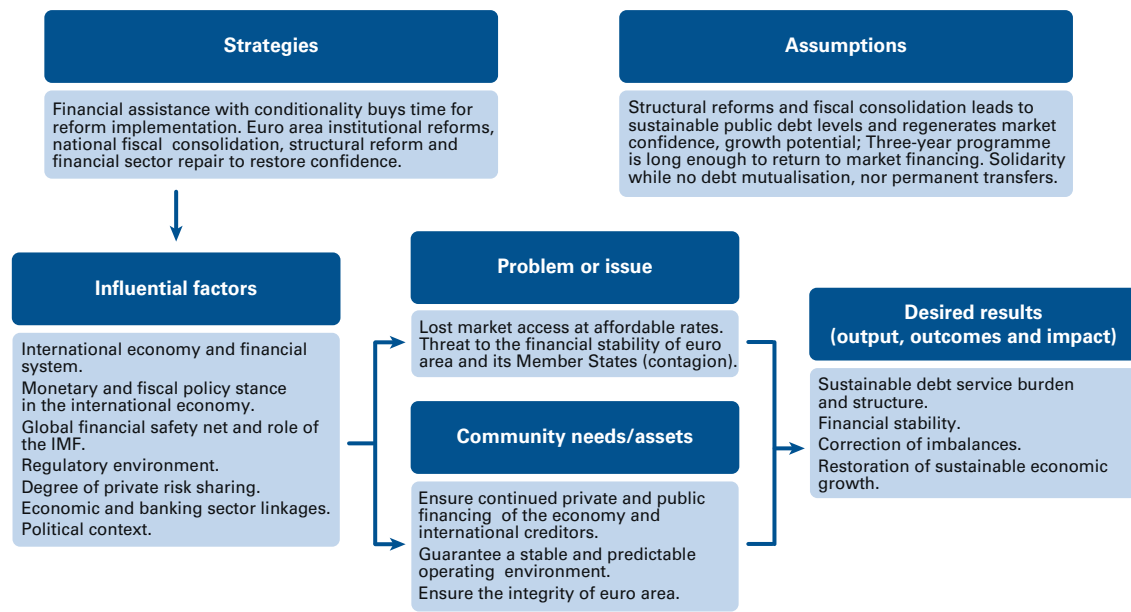 Strategies
Financial assistance with conditionality buys time for
reform implementation. Euro area institutional reforms,
national fiscal consolidation, structural reform and
financial sector repair to restore confidence.
Assumptions
Structural reforms and fiscal consolidation leads to
sustainable public debt levels and regenerates market
confidence, growth potential; Three-year programme
is long enough to return to market financing. Solidarity
while no debt mutualisation, nor permanent transfers.
Influential factors
International economy and financial
system.
Monetary and fiscal policy stance
in the international economy.
Global financial safety net and role of
the IMF.
Regulatory environment.
Degree of private risk sharing.
Economic and banking sector linkages.
Political context.
Problem or issue
Lost market access at affordable rates.
Threat to the financial stability of euro
area and its Member States (contagion).
Community needs/assets
Ensure continued private and public
financing of the economy and
international creditors.
Guarantee a stable and predictable
operating environment.
Ensure the integrity of euro area.
Desired results
(output, outcomes and impact)
Sustainable debt service burden
and structure.
Financial stability.
Correction of imbalances.
Restoration of sustainable economic
growth.